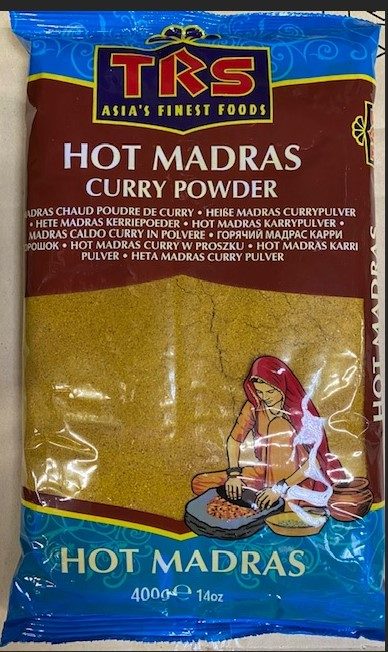 TRS
ASIA'S FINEST FOODS
HOT MADRAS
CURRY POWDER
MADRAS CHAUD POUDRE DE CURRY • HEIßE MADRAS CURRYPULVER
• HETE MADRAS KERRIEPOEDER • HOT MADRAS KARRYPULVER •
MADRAS CALDO CURRY IN POLVERE • ГОРЯЧИЙ МАДРАС КАРРИ
ПОРОШОК • HOT MADRAS CURRY W PROSZKU • HOT MADRAS KARRI
PULVER • HETA MADRAS CURRY PULVER
HOT MADRAS
400g ℮ 14oz
HOT MADRAS